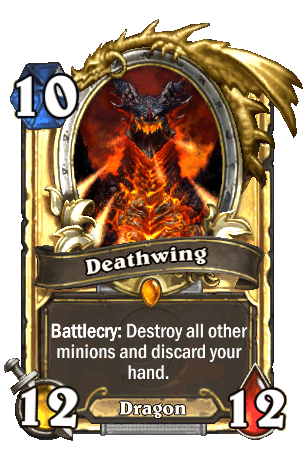 10
Deathwing
Battlecry: Destroy all other
minions and discard your
hand.
12
Dragon
12